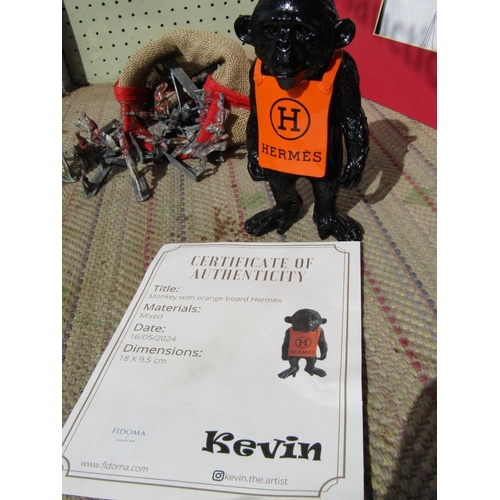 H
HERMÈS
CERTIFICATE OF
AUTHENTICITY
Title:
Monkey with orange board Hermès
Materials:
Mixed
Date:
16/05/2024
Dimensions:
18 X 9,5 cm
H
HERMES
FIDOMA
Kevin
www.fidoma.com
kevin.the.artist